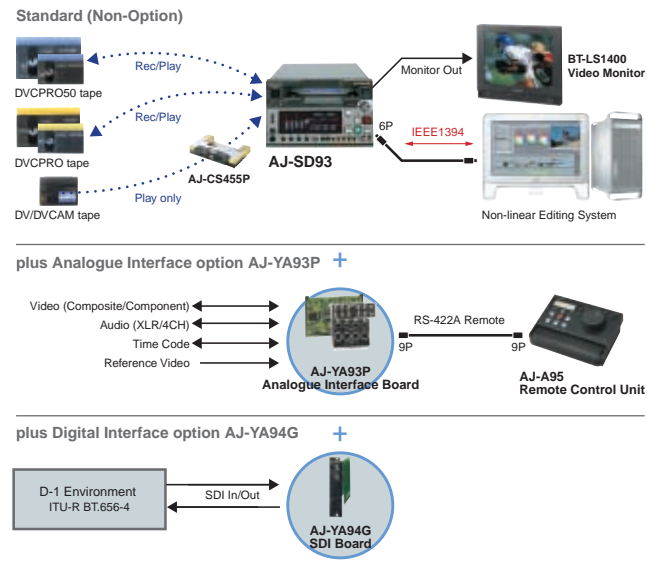 Standard (Non-Option)
DVCPRO50 tape
Rec/Play
Monitor Out
BT-LS1400
Video Monitor
DVCPRO tape
Rec/Play
AJ-CS455P
AJ-SD93
6P
IEEE1394
DV/DVCAM tape
Play only
Non-linear Editing System
plus Analogue Interface option AJ-YA93P +
Video (Composite/Component)
Audio (XLR/4CH)
Time Code
Reference Video
AJ-YA93P
Analogue Interface Board
RS-422A Remote
9P
9P
AJ-A95
Remote Control Unit
plus Digital Interface option AJ-YA94G +
D-1 Environment
ITU-R BT.656-4
SDI In/Out
AJ-YA94G
SDI Board